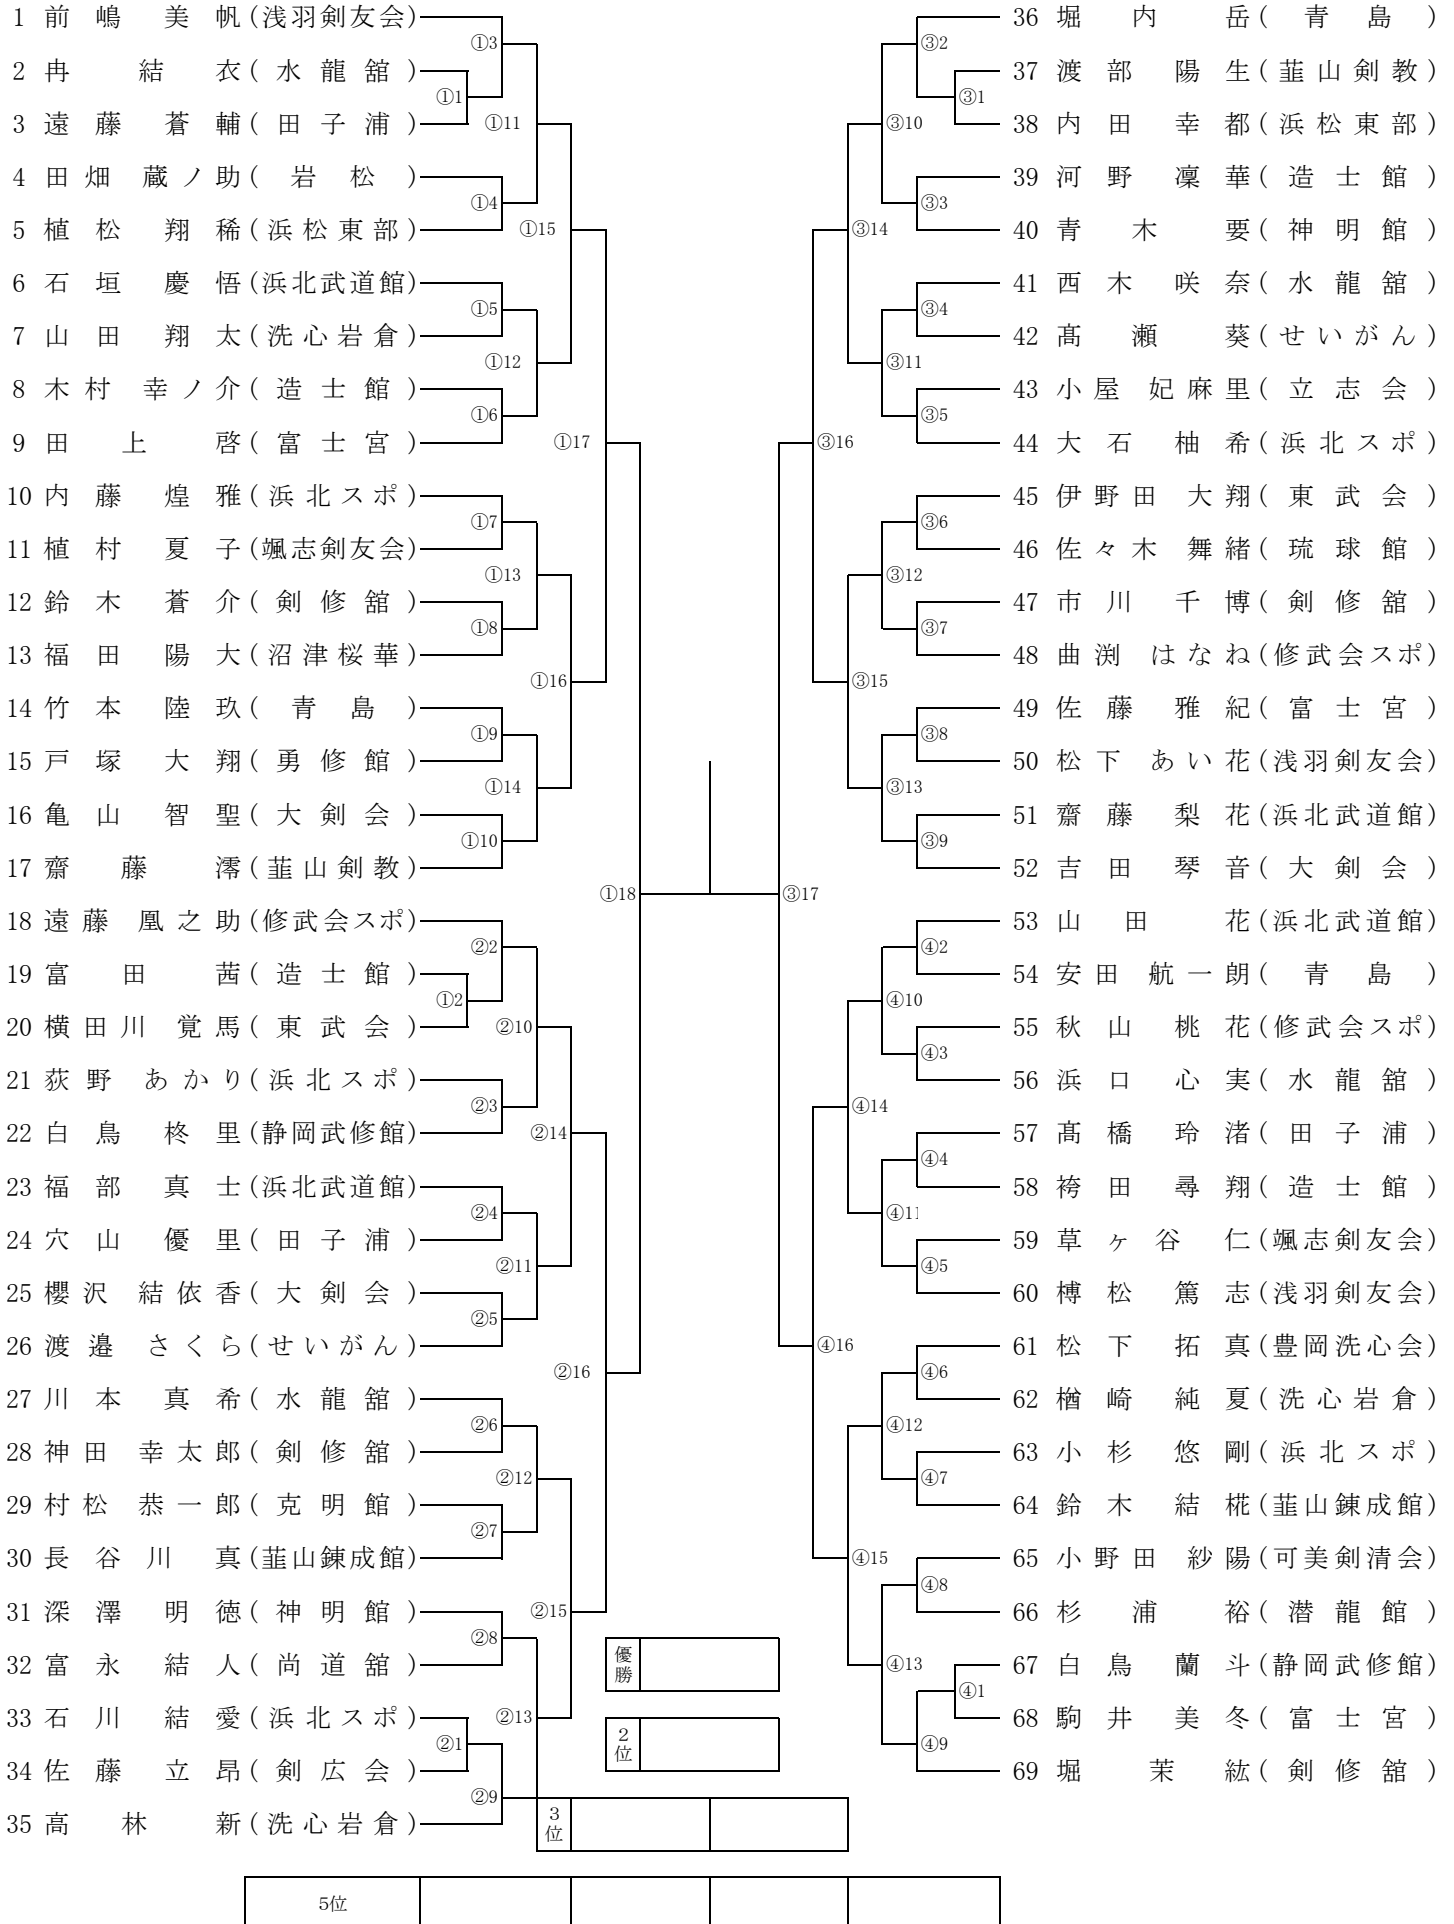 1 前嶋美帆(浅羽剣友会)
2 冉結衣(水龍舘)
3 遠藤蒼輔(田子浦)
4 田畑蔵ノ助(岩松)
5 植松翔稀(浜松東部)
6 石垣慶悟(浜北武道館)
7 山田翔太(洗心岩倉)
8 木村幸ノ介(造士館)
9 田上啓(富士宮)
10 内藤煌雅(浜北スポ)
11 植村夏子(颯志剣友会)
12 鈴木蒼介(剣修舘)
13 福田陽大(沼津桜華)
14 竹本陸玖(青島)
15 戸塚大翔(勇修館)
16 亀山智聖(大剣会)
17 齋藤澪(韮山剣教)
18 遠藤凰之助(修武会スポ)
19 富田茜(造士館)
20 横田川覚馬(東武会)
21 荻野あかり(浜北スポ)
22 白鳥柊里(静岡武修館)
23 福部真士(浜北武道館)
24 穴山優里(田子浦)
25 櫻沢結依香(大剣会)
26 渡邉さくら(せいがん)
27 川本真希(水龍舘)
28 神田幸太郎(剣修舘)
29 村松恭一郎(克明館)
30 長谷川真(韮山錬成館)
31 深澤明徳(神明館)
32 富永結人(尚道舘)
33 石川結愛(浜北スポ)
34 佐藤立昂(剣広会)
35 高林新(洗心岩倉)
①3
①1
①11
①4
①15
①5
①12
①6
①17
①7
①13
①8
①16
①9
①14
①10
①18
②2
①2
②10
②3
②14
②4
②11
②5
②16
②6
②12
②7
②15
②8
②13
②1
②9
36 堀内岳(青島)
37 渡部陽生(韮山剣教)
38 内田幸都(浜松東部)
39 河野凜華(造士館)
40 青木要(神明館)
41 西木咲奈(水龍舘)
42 髙瀬葵(せいがん)
43 小屋妃麻里(立志会)
44 大石柚希(浜北スポ)
45 伊野田大翔(東武会)
46 佐々木舞緒(琉球館)
47 市川千博(剣修舘)
48 曲渕はなね(修武会スポ)
49 佐藤雅紀(富士宮)
50 松下あい花(浅羽剣友会)
51 齋藤梨花(浜北武道館)
52 吉田琴音(大剣会)
53 山田花(浜北武道館)
54 安田航一朗(青島)
55 秋山桃花(修武会スポ)
56 浜口心実(水龍舘)
57 髙橋玲渚(田子浦)
58 袴田尋翔(造士館)
59 草ヶ谷仁(颯志剣友会)
60 榑松篤志(浅羽剣友会)
61 松下拓真(豊岡洗心会)
62 楢崎純夏(洗心岩倉)
63 小杉悠剛(浜北スポ)
64 鈴木結椛(韮山錬成館)
65 小野田紗陽(可美剣清会)
66 杉浦裕(潜龍館)
67 白鳥蘭斗(静岡武修館)
68 駒井美冬(富士宮)
69 堀茉紘(剣修舘)
③2
③1
③10
③3
③14
③4
③11
③5
③16
③6
③12
③7
③15
③8
③13
③9
③17
④2
④10
④3
④14
④4
④11
④5
④16
④6
④12
④7
④15
④8
④13
④1
④9
優勝
2位
3位
5位